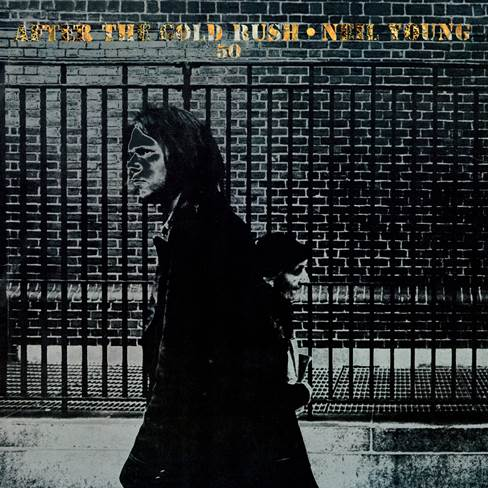 AFTER THE GOLD RUSH • NEIL YOUNG
50